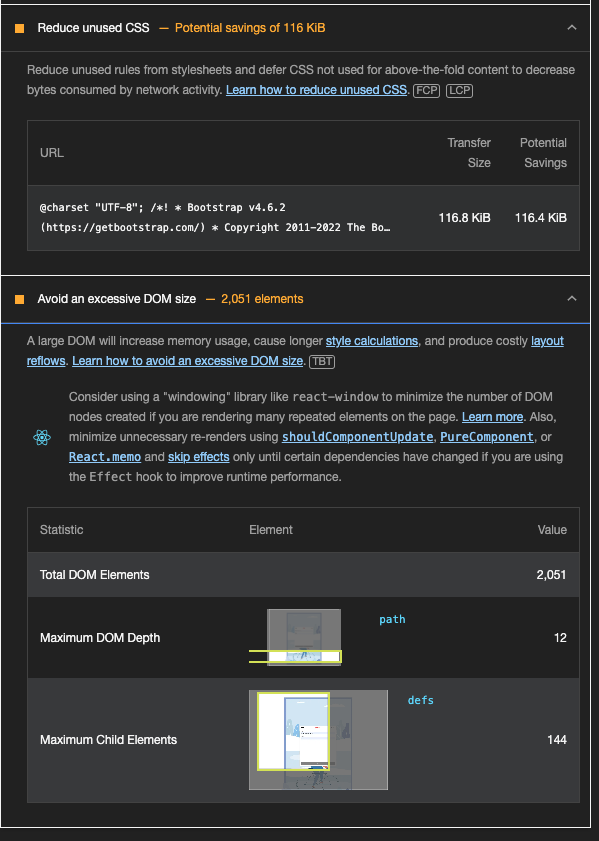 Reduce unused CSS — Potential savings of 116 KiB
Reduce unused rules from stylesheets and defer CSS not used for above-the-fold content to decrease
bytes consumed by network activity. Learn how to reduce unused CSS. FCP LCP
URL Transfer Size Potential Savings
@charset "UTF-8"; /*! * Bootstrap v4.6.2
(https://getbootstrap.com/) * Copyright 2011-2022 The Bo… 116.8 KiB 116.4 KiB
Avoid an excessive DOM size — 2,051 elements
A large DOM will increase memory usage, cause longer style calculations, and produce costly layout
reflows. Learn how to avoid an excessive DOM size. TBT
Consider using a "windowing" library like react-window to minimize the number of DOM
nodes created if you are rendering many repeated elements on the page. Learn more. Also,
minimize unnecessary re-renders using shouldComponentUpdate, PureComponent, or
React.memo and skip effects only until certain dependencies have changed if you are using
the Effect hook to improve runtime performance.
Statistic Element Value
Total DOM Elements 2,051
Maximum DOM Depth path 12
Maximum Child Elements defs 144